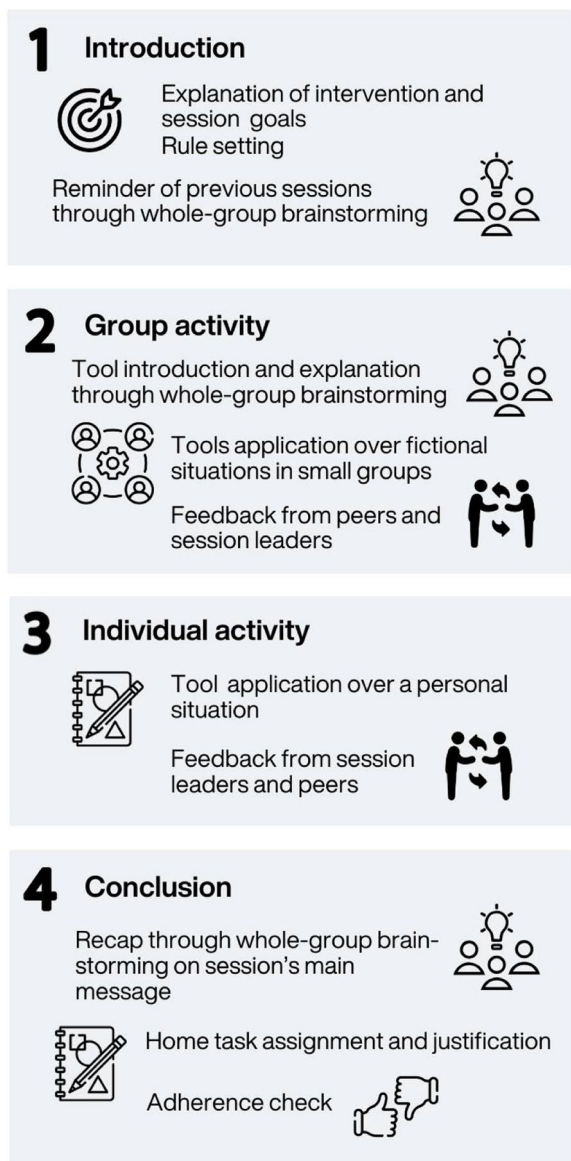 1 Introduction
Explanation of intervention and
session goals
Rule setting
Reminder of previous sessions
through whole-group brainstorming
2 Group activity
Tool introduction and explanation
through whole-group brainstorming
Tools application over fictional
situations in small groups
Feedback from peers and
session leaders
3 Individual activity
Tool application over a personal
situation
Feedback from session
leaders and peers
4 Conclusion
Recap through whole-group brain-
storming on session's main
message
Home task assignment and justification
Adherence check